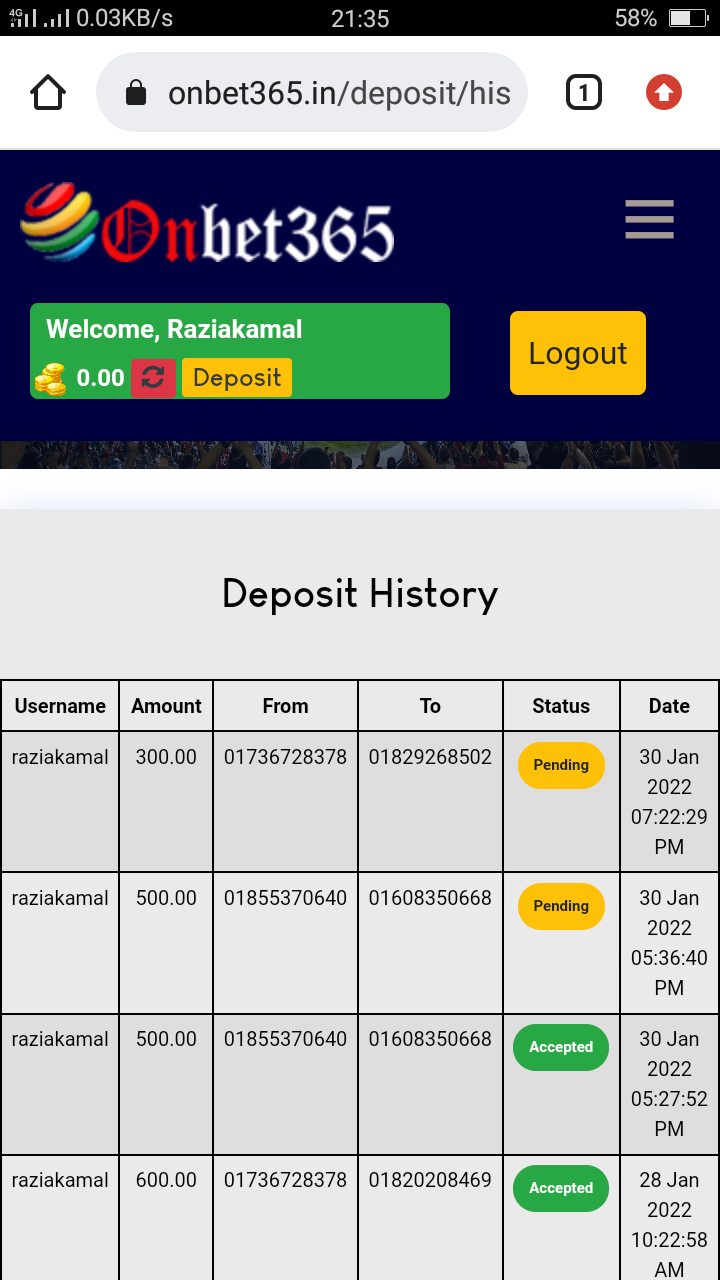 4G 0.03KB/s 21:35 58%
onbet365.in/deposit/his 1
Onbet365
Welcome, Raziakamal
0.00 Deposit
Logout
Deposit History
Username Amount From To Status Date
raziakamal 300.00 01736728378 01829268502 Pending 30 Jan
2022
07:22:29
PM
raziakamal 500.00 01855370640 01608350668 Pending 30 Jan
2022
05:36:40
PM
raziakamal 500.00 01855370640 01608350668 Accepted 30 Jan
2022
05:27:52
PM
raziakamal 600.00 01736728378 01820208469 Accepted 28 Jan
2022
10:22:58
AM